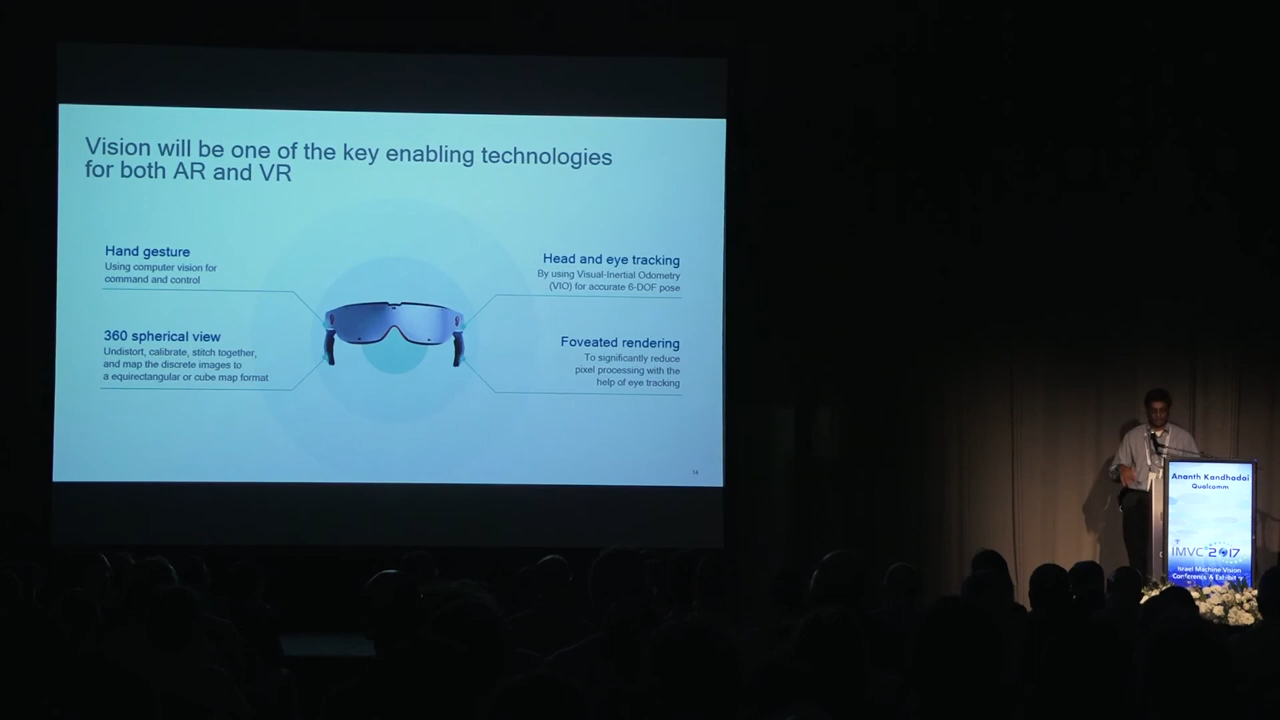 Vision will be one of the key enabling technologies
for both AR and VR
Hand gesture
Using computer vision for
command and control
360 spherical view
Undistort, calibrate, stitch together,
and map the discrete images to
a equirectangular or cube map format
Head and eye tracking
By using Visual-Inertial Odometry
(VIO) for accurate 6-DOF pose
Foveated rendering
To significantly reduce
pixel processing with the
help of eye tracking
14
Ananth Kandhadai
Qualcomm
IMVC 2017
Israel Machine Vision
Conference & Exhibit